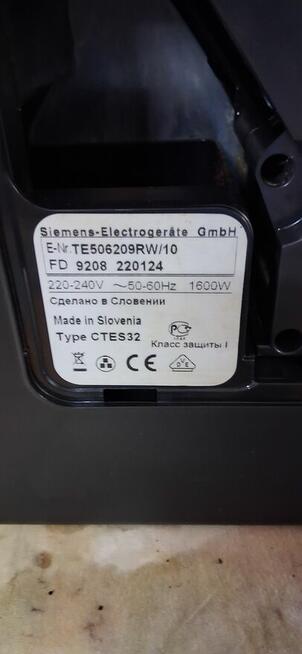 Siemens-Electrogeräte GmbH
E-Nr. TE506209RW/10
FD 9208 220124
220-240V ~50-60Hz 1600W
Сделано в Словении
Made in Slovenia
Type CTES32
Класс защиты I
CE